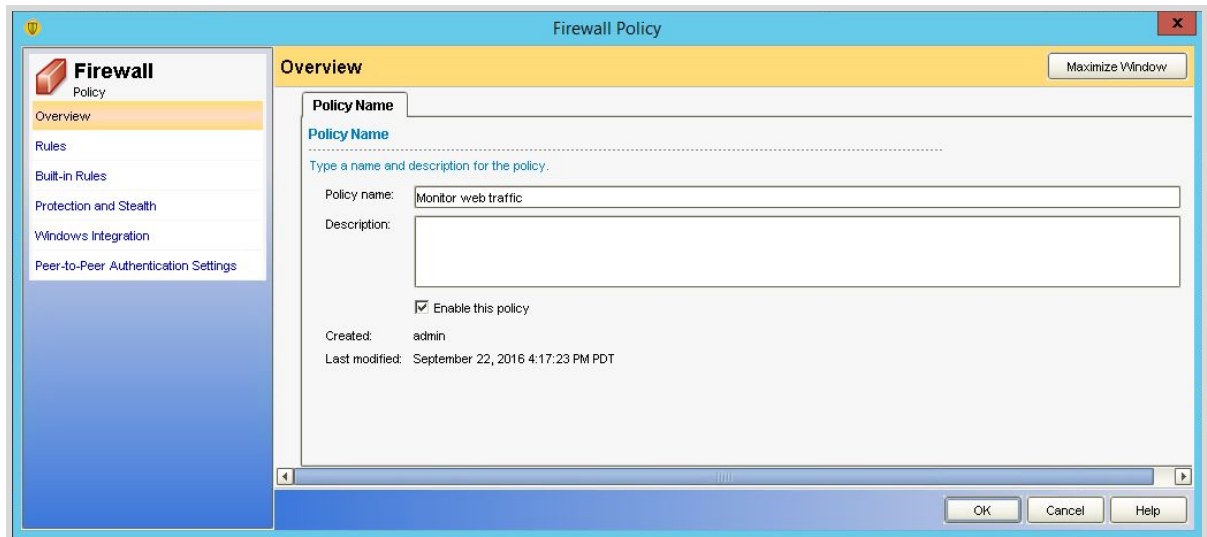 Firewall Policy
x
Firewall
Policy
Overview
Rules
Built-in Rules
Protection and Stealth
Windows Integration
Peer-to-Peer Authentication Settings
Overview
Maximize Window
Policy Name
Policy Name
Type a name and description for the policy.
Policy name: Monitor web traffic
Description:
Enable this policy
Created: admin
Last modified: September 22, 2016 4:17:23 PM PDT
OK Cancel Help